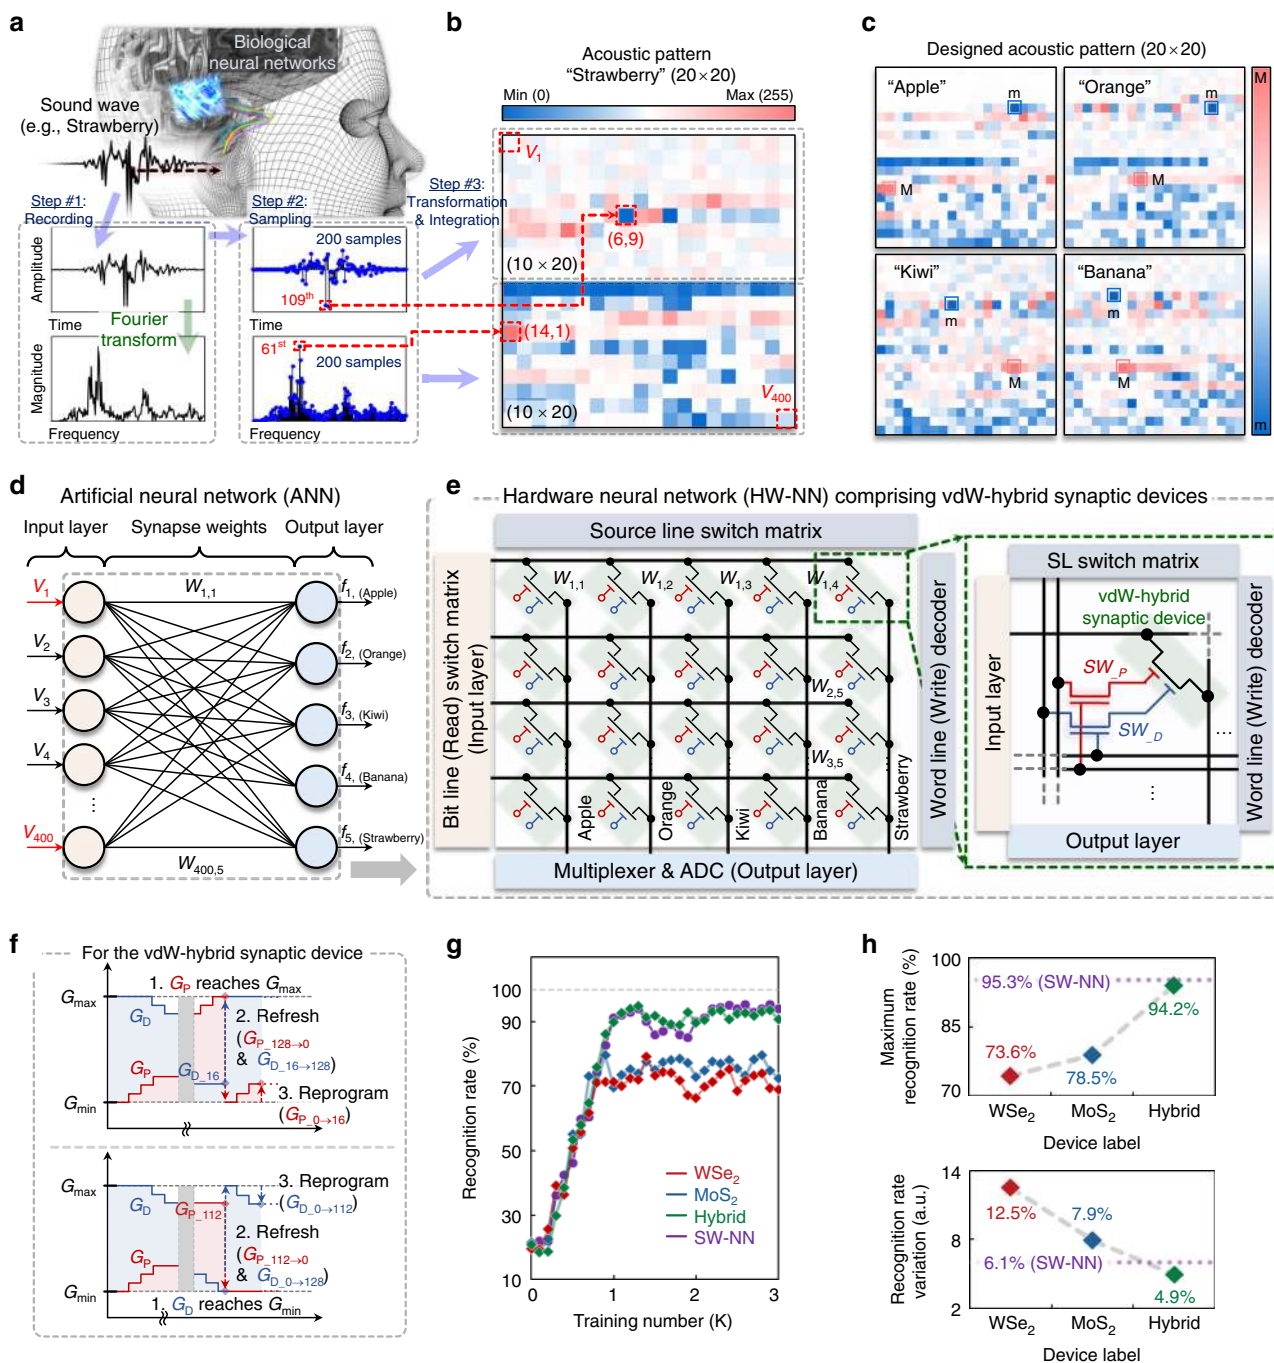 a
Biological
neural networks
Sound wave
(e.g., Strawberry)
Step #1:
Recording
Step #2:
Sampling
Step #3:
Transformation
& Integration
Amplitude
Time
Fourier
transform
Magnitude
Frequency
200 samples
109th
Time
61st
200 samples
Frequency
b
Acoustic pattern
“Strawberry” (20 × 20)
Min (0)
Max (255)
V1
(6,9)
(10 × 20)
(14,1)
V400
(10 × 20)
c
Designed acoustic pattern (20 × 20)
“Apple”
m
M
“Orange”
m
M
“Kiwi”
m
M
“Banana”
m
M
M
m
d
Artificial neural network (ANN)
Input layer
Synapse weights
Output layer
V1
W1,1
f1, (Apple)
V2
f2, (Orange)
V3
f3, (Kiwi)
V4
f4, (Banana)
⋮
V400
f5, (Strawberry)
W400,5
e
Hardware neural network (HW-NN) comprising vdW-hybrid synaptic devices
Source line switch matrix
Bit line (Read) switch matrix
(Input layer)
W1,1
W1,2
W1,3
W1,4
W2,5
W3,5
Apple
Orange
Kiwi
Banana
Strawberry
Word line (Write) decoder
Multiplexer & ADC (Output layer)
SL switch matrix
vdW-hybrid
synaptic device
Input layer
SW_P
SW_D
...
⋮
Word line (Write) decoder
Output layer
f
For the vdW-hybrid synaptic device
1. GP reaches Gmax
Gmax
GD
2. Refresh
(GP_128→0
& GD_16→128)
GP
GD_16
3. Reprogram
(GP_0→16)
Gmin
Gmax
3. Reprogram
(GD_0→112)
GD
GP_112
2. Refresh
(GP_112→0
& GD_0→128)
GP
Gmin
1. GD reaches Gmin
g
Recognition rate (%)
100
90
70
50
30
10
WSe2
MoS2
Hybrid
SW-NN
0
1
2
3
Training number (K)
h
Maximum
recognition rate (%)
100
85
70
95.3% (SW-NN)
94.2%
73.6%
78.5%
WSe2
MoS2
Hybrid
Device label
Recognition rate
variation (a.u.)
14
8
2
12.5%
7.9%
6.1% (SW-NN)
4.9%
WSe2
MoS2
Hybrid
Device label